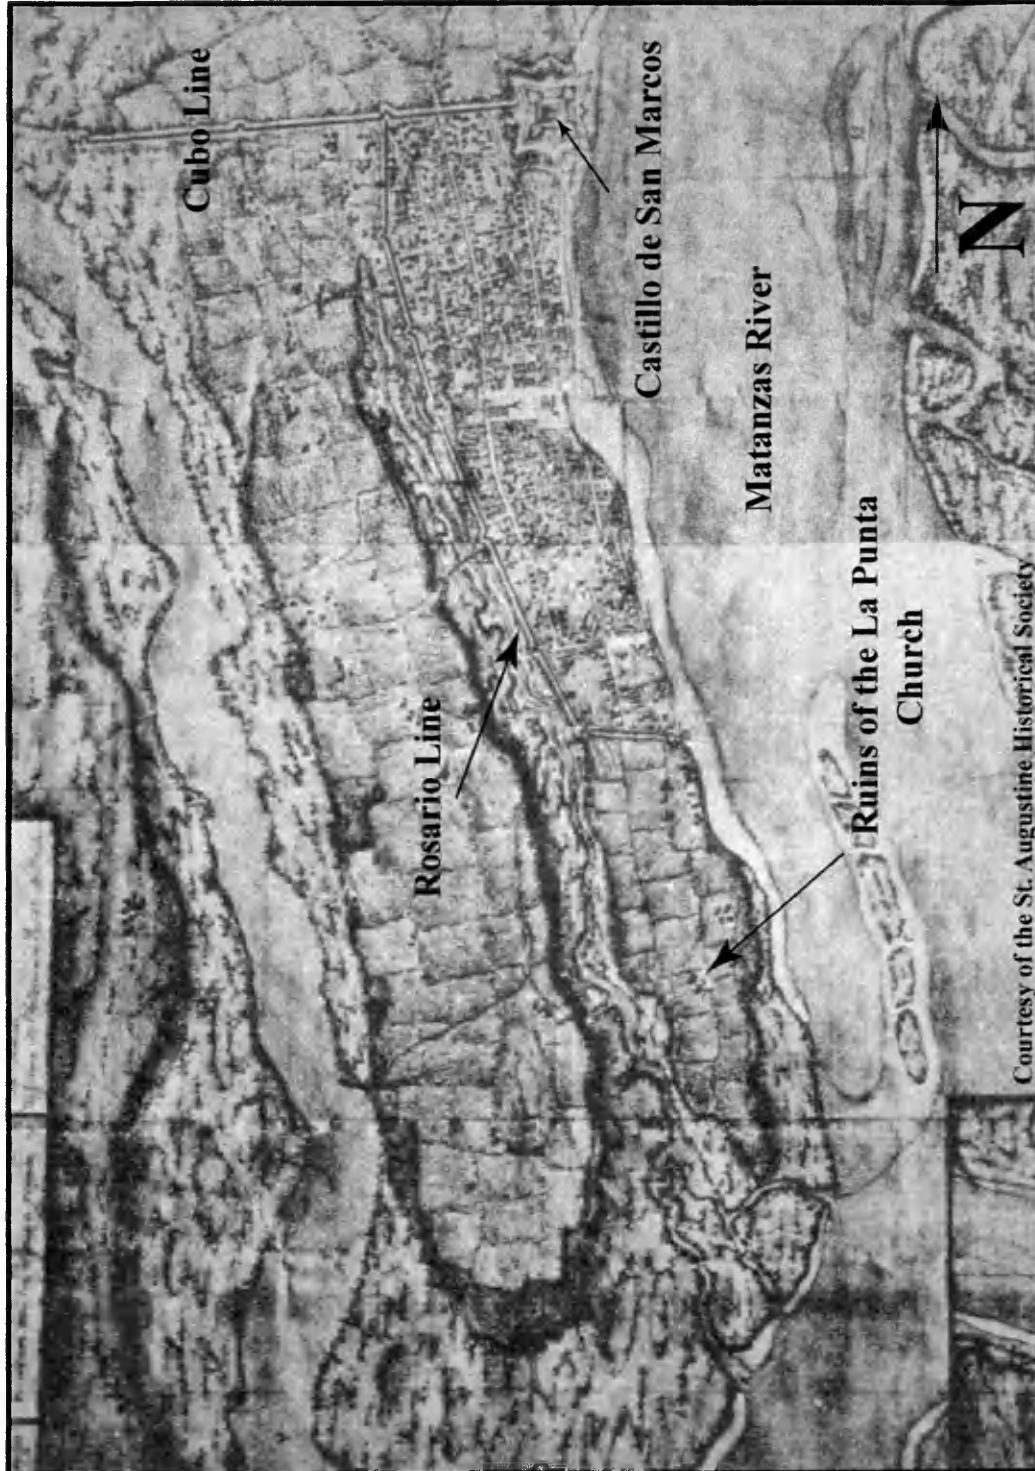 Cubo Line
Castillo de San Marcos
Rosario Line
Matanzas River
Ruins of the La Punta
Church
N
Courtesy of the St. Augustine Historical Society